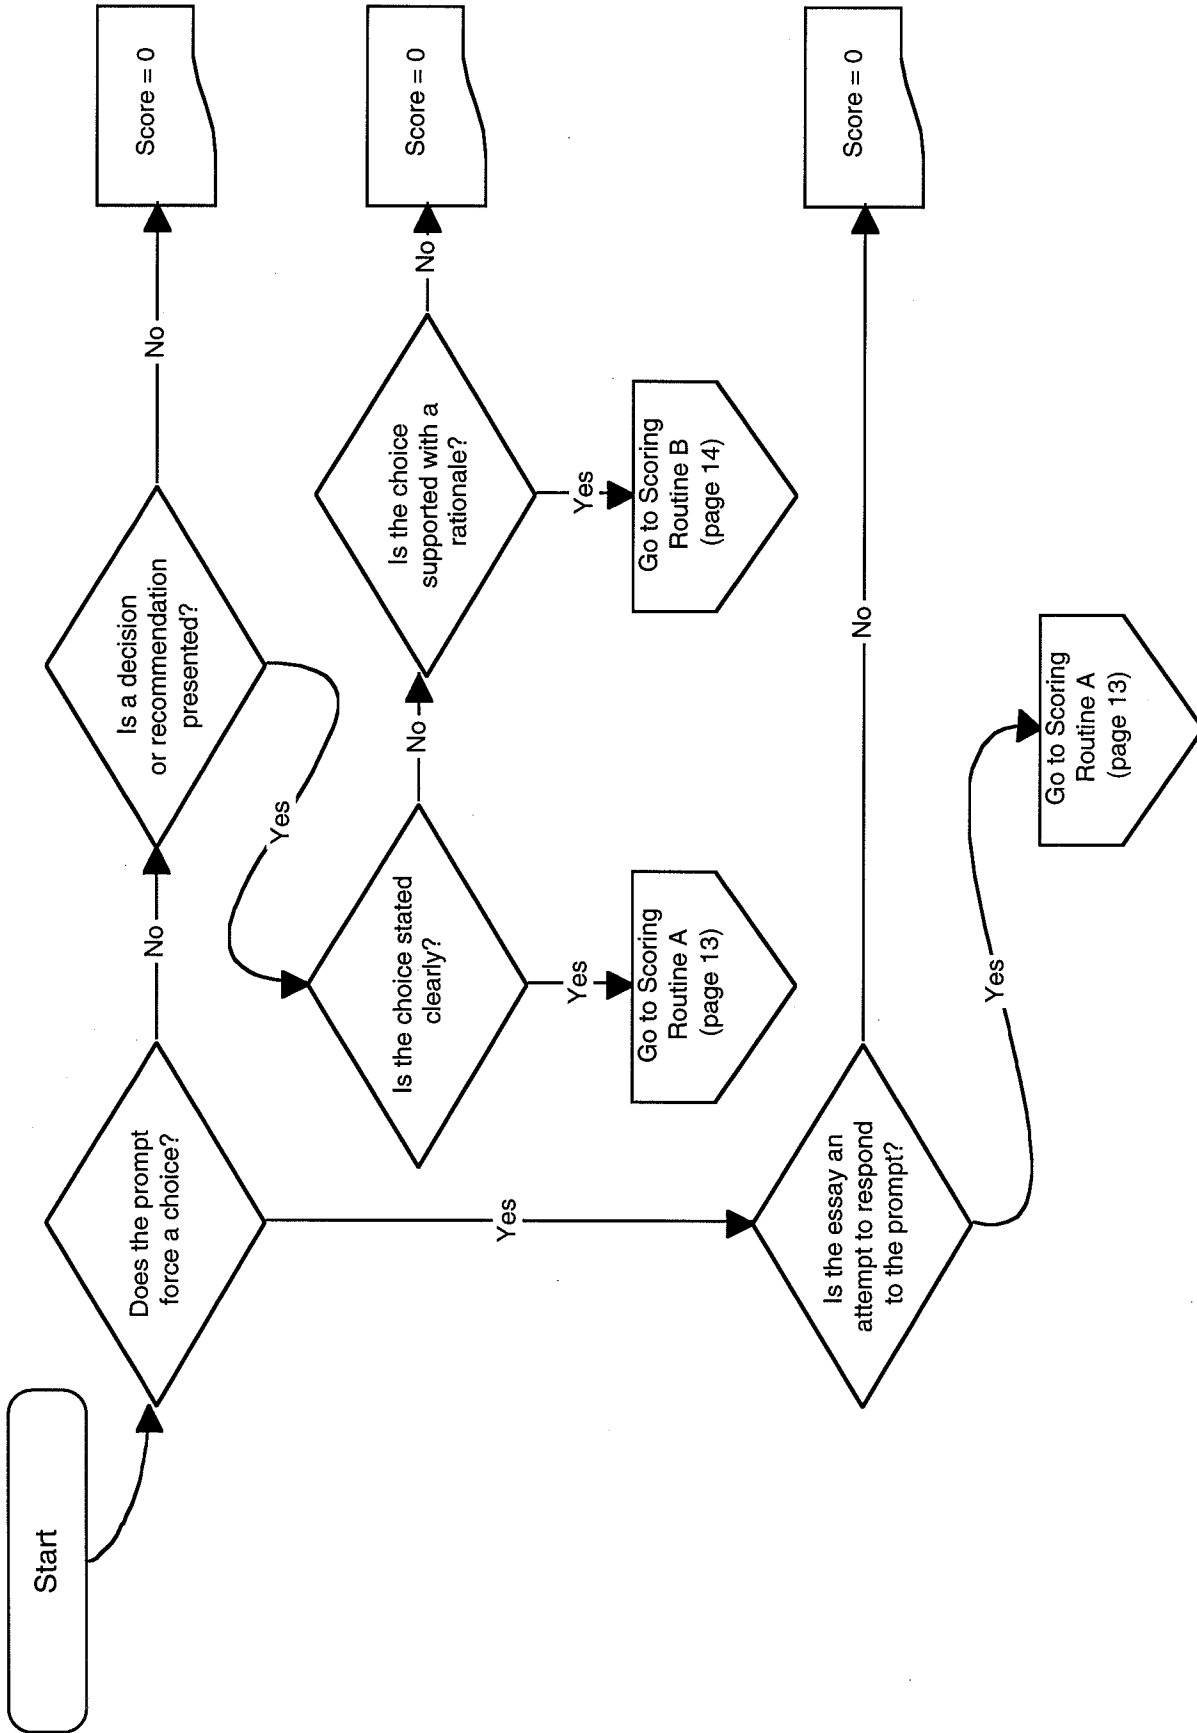 Start
Does the prompt
force a choice?
No
Is a decision
or recommendation
presented?
No
Score = 0
Yes
Is the choice stated
clearly?
No
Is the choice
supported with a
rationale?
No
Score = 0
Yes
Go to Scoring
Routine A
(page 13)
Yes
Go to Scoring
Routine B
(page 14)
Yes
Is the essay an
attempt to respond
to the prompt?
No
Score = 0
Yes
Go to Scoring
Routine A
(page 13)